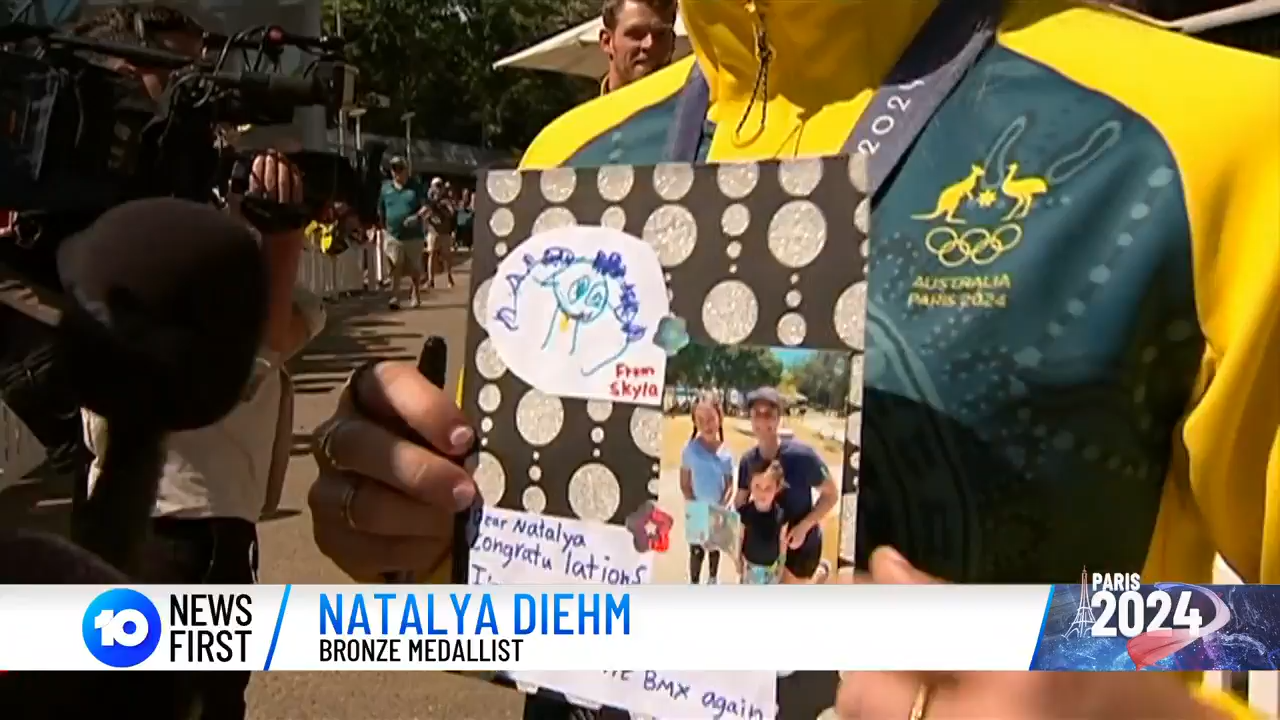 2024
AUSTRALIA
PARIS 2024
From
Skyla
Dear Natalya
Congratulations
10 NEWS
FIRST
NATALYA DIEHM
BRONZE MEDALLIST
PARIS
2024
BMX again